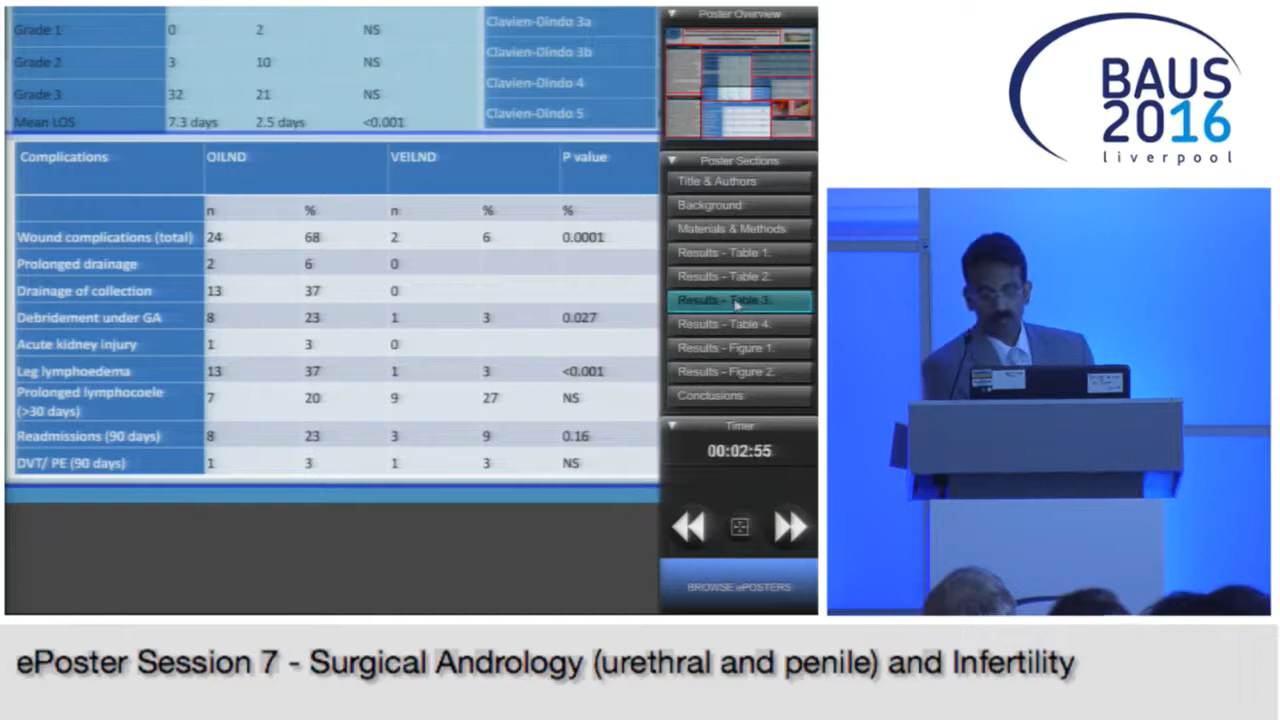 Grade 1 0 2 NS
Grade 2 3 10 NS
Grade 3 32 21 NS
Mean LOS 7.3 days 2.5 days <0.001
Clavien-Dindo 3a
Clavien-Dindo 3b
Clavien-Dindo 4
Clavien-Dindo 5
Complications OILND VEILND P value
n % n % %
Wound complications (total) 24 68 2 6 0.0001
Prolonged drainage 2 6 0
Drainage of collection 13 37 0
Debridement under GA 8 23 1 3 0.027
Acute kidney injury 1 3 0
Leg lymphoedema 13 37 1 3 <0.001
Prolonged lymphocoele
(>30 days) 7 20 9 27 NS
Readmissions (90 days) 8 23 3 9 0.16
DVT/ PE (90 days) 1 3 1 3 NS
Poster Overview
Poster Sections
Title & Authors
Background
Materials & Methods
Results - Table 1.
Results - Table 2.
Results - Table 3.
Results - Table 4.
Results - Figure 1.
Results - Figure 2.
Conclusions
Timer
00:02:55
BROWSE ePOSTERS
BAUS
2016
liverpool
ePoster Session 7 - Surgical Andrology (urethral and penile) and Infertility